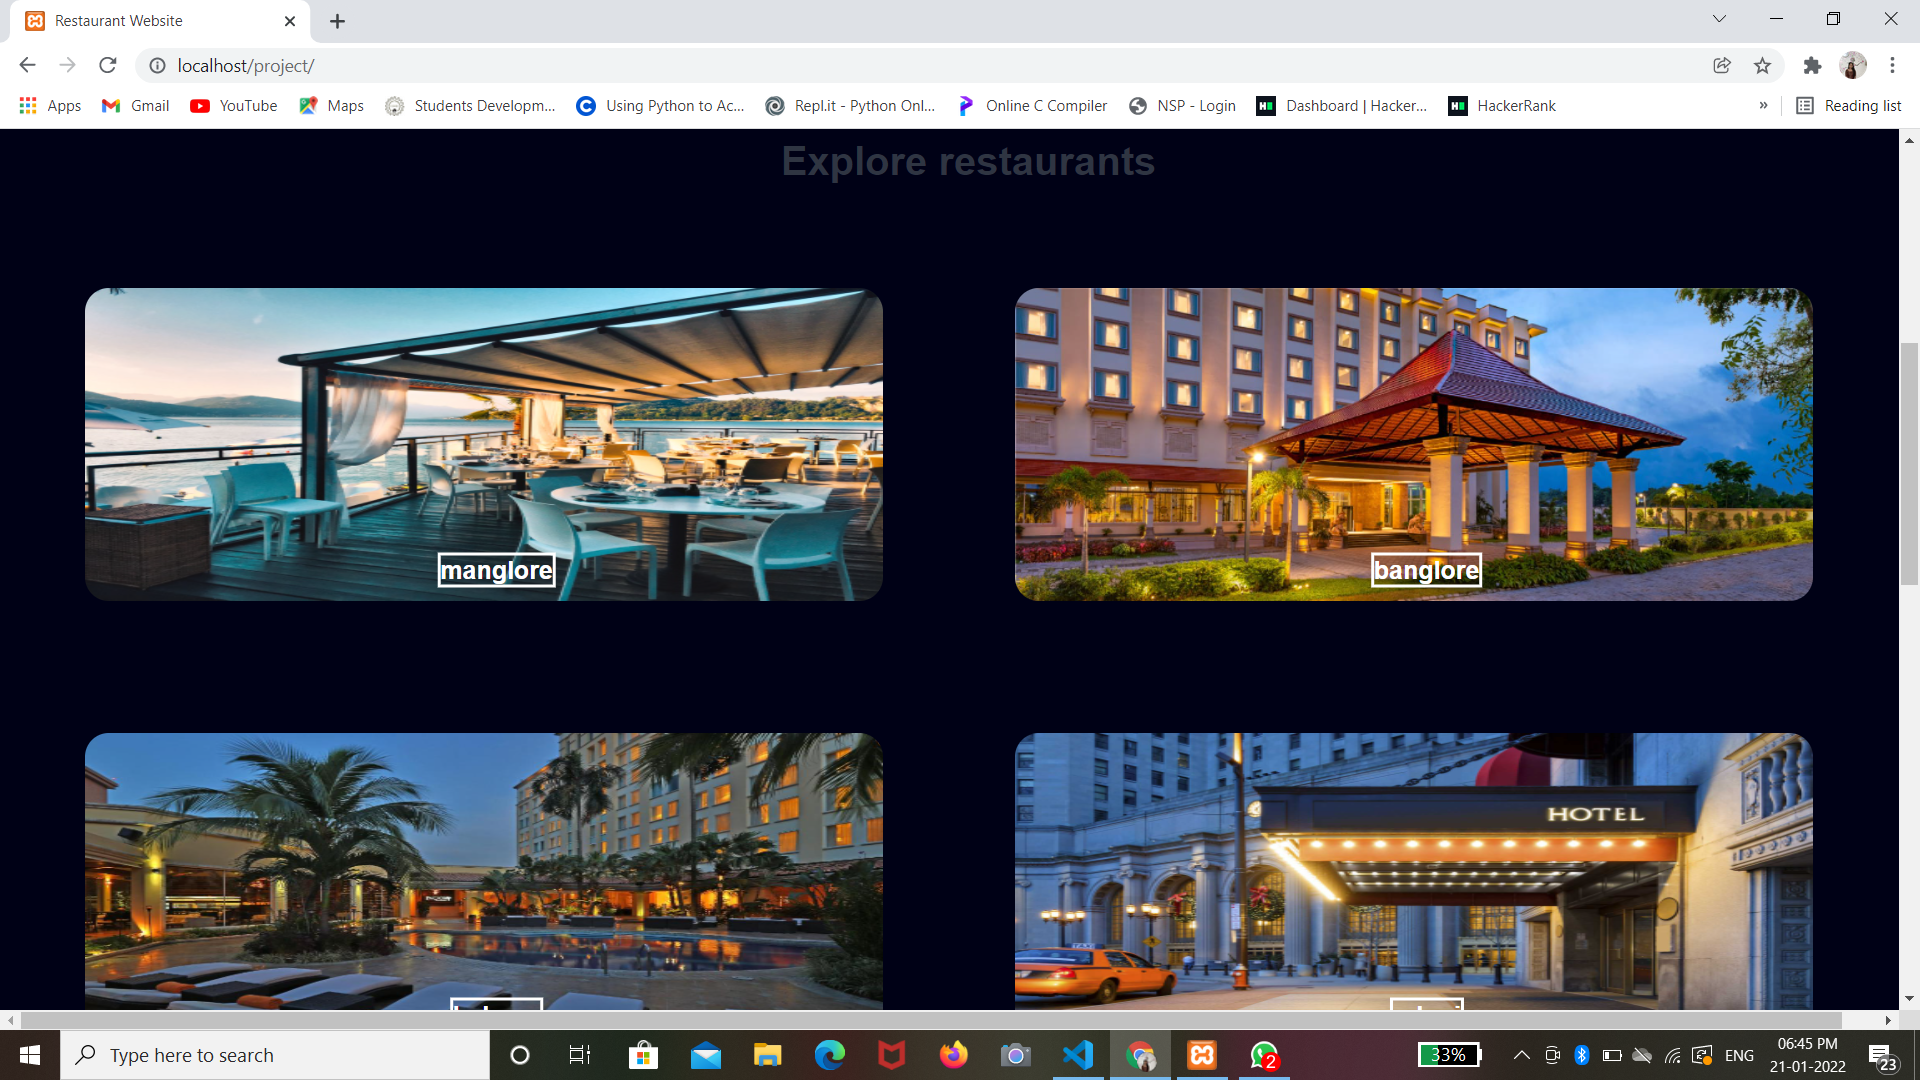 Restaurant Website
localhost/project/
Apps Gmail YouTube Maps Students Developm... Using Python to Ac... Repl.it - Python Onl... Online C Compiler NSP - Login Dashboard | Hacker... HackerRank » Reading list
Explore restaurants
manglore
banglore
HOTEL
TAXI
Type here to search
2
33%
ENG
06:45 PM
21-01-2022
23